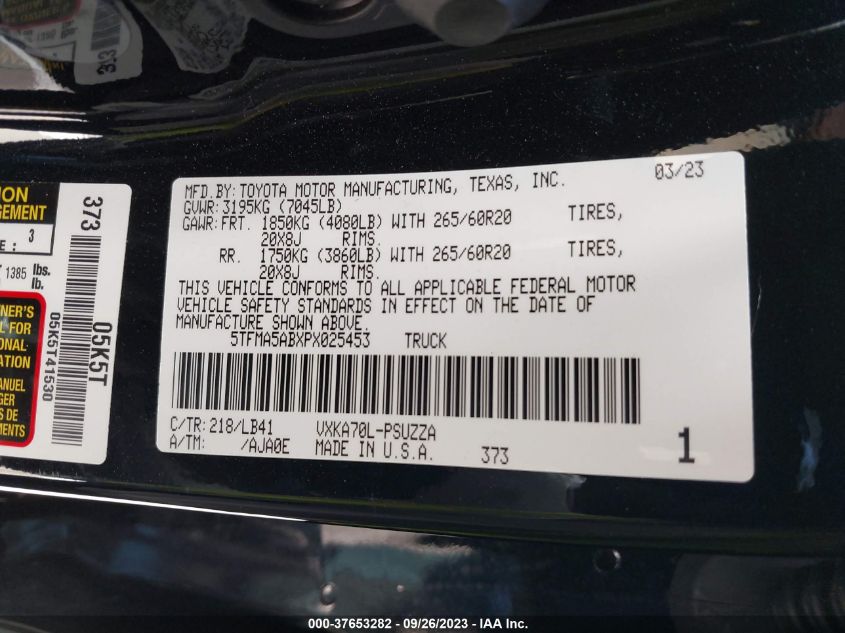 MFD.BY:TOYOTA MOTOR MANUFACTURING, TEXAS, INC. 03/23
GVWR:3195KG (7045LB)
GAWR:FRT. 1850KG (4080LB) WITH 265/60R20 TIRES,
20X8J RIMS.
RR. 1750KG (3860LB) WITH 265/60R20 TIRES,
20X8J RIMS.
THIS VEHICLE CONFORMS TO ALL APPLICABLE FEDERAL MOTOR
VEHICLE SAFETY STANDARDS IN EFFECT ON THE DATE OF
MANUFACTURE SHOWN ABOVE.
5TFMA5ABXPX025453 TRUCK
C/TR:218/LB41 VXKA70L-PSUZZA
A/TM: /AJA0E MADE IN U.S.A. 373
1
373
: 3
1385 lbs.
lb.
05K5T
05K5T41530
FOR
MANUEL
000-37653282 - 09/26/2023 - IAA Inc.